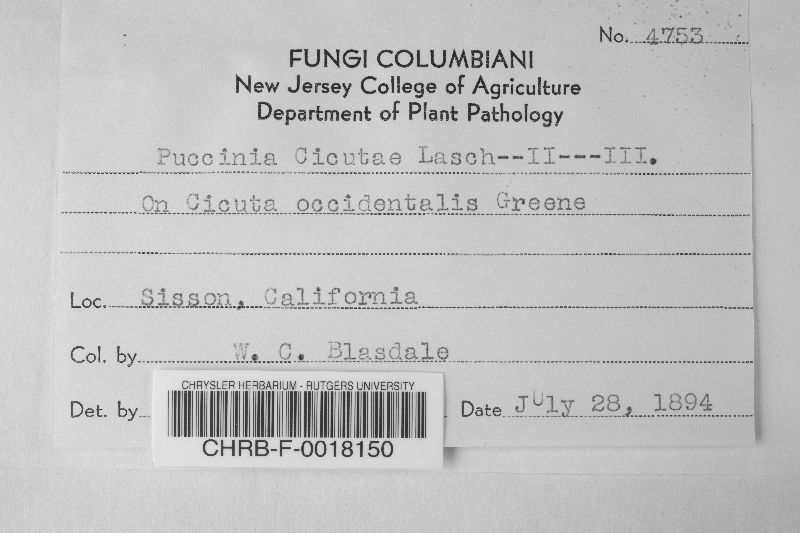 No. 4753
FUNGI COLUMBIANI
New Jersey College of Agriculture
Department of Plant Pathology
Puccinia Cicutae Lasch--II---III.
On Cicuta occidentalis Greene
Loc. Sisson, California
Col. by W. C. Blasdale
Det. by
Date July 28, 1894
CHRYSLER HERBARIUM - RUTGERS UNIVERSITY
CHRB-F-0018150